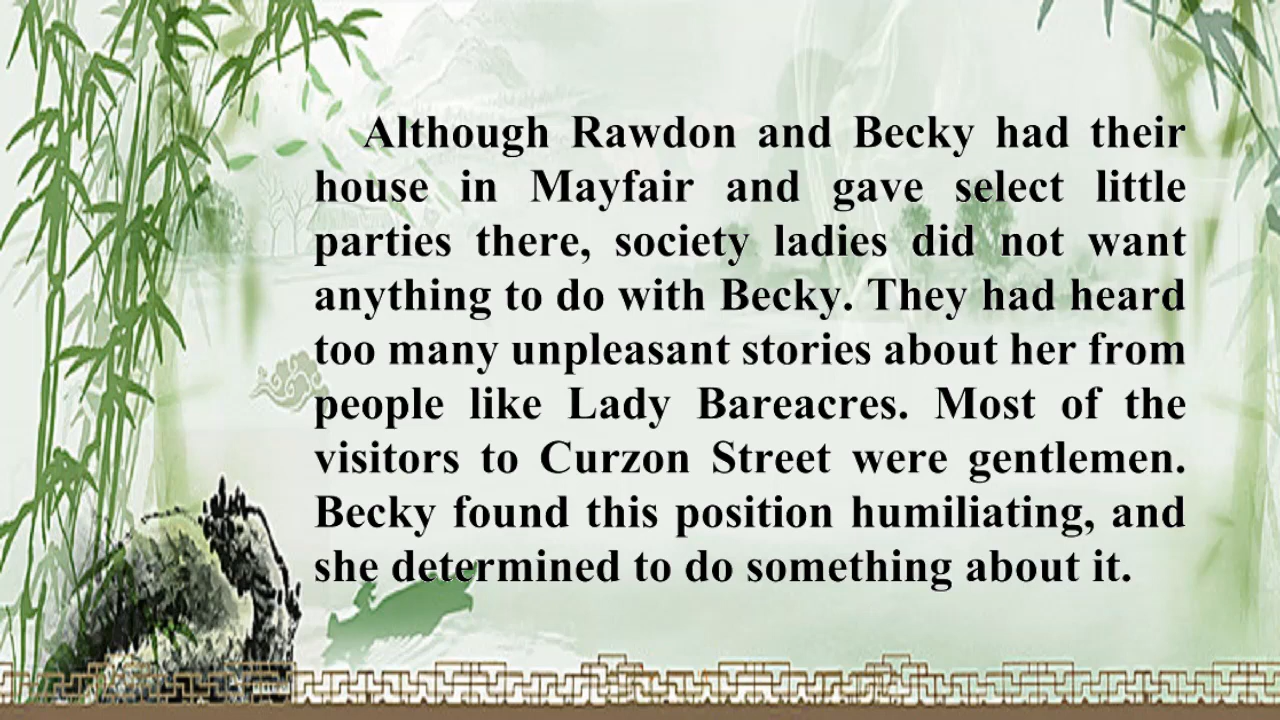 Although Rawdon and Becky had their
house in Mayfair and gave select little
parties there, society ladies did not want
anything to do with Becky. They had heard
too many unpleasant stories about her from
people like Lady Bareacres. Most of the
visitors to Curzon Street were gentlemen.
Becky found this position humiliating, and
she determined to do something about it.